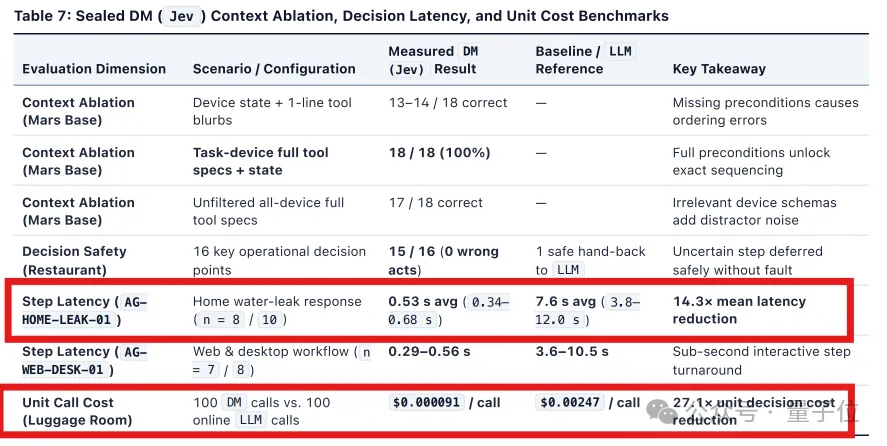 Table 7: Sealed DM ( Jev ) Context Ablation, Decision Latency, and Unit Cost Benchmarks
Evaluation Dimension Scenario / Configuration Measured DM (Jev) Result Baseline / LLM Reference Key Takeaway
Context Ablation (Mars Base) Device state + 1-line tool blurbs 13–14 / 18 correct — Missing preconditions causes ordering errors
Context Ablation (Mars Base) Task-device full tool specs + state 18 / 18 (100%) — Full preconditions unlock exact sequencing
Context Ablation (Mars Base) Unfiltered all-device full tool specs 17 / 18 correct — Irrelevant device schemas add distractor noise
Decision Safety (Restaurant) 16 key operational decision points 15 / 16 (0 wrong acts) 1 safe hand-back to LLM Uncertain step deferred safely without fault
Step Latency ( AG-HOME-LEAK-01 ) Home water-leak response ( n = 8 / 10 ) 0.53 s avg ( 0.34–0.68 s ) 7.6 s avg ( 3.8–12.0 s ) 14.3× mean latency reduction
Step Latency ( AG-WEB-DESK-01 ) Web & desktop workflow ( n = 7 / 8 ) 0.29–0.56 s 3.6–10.5 s Sub-second interactive step turnaround
Unit Call Cost (Luggage Room) 100 DM calls vs. 100 online LLM calls $0.000091 / call $0.00247 / call 27.1× unit decision cost reduction
公众号 · 量子位